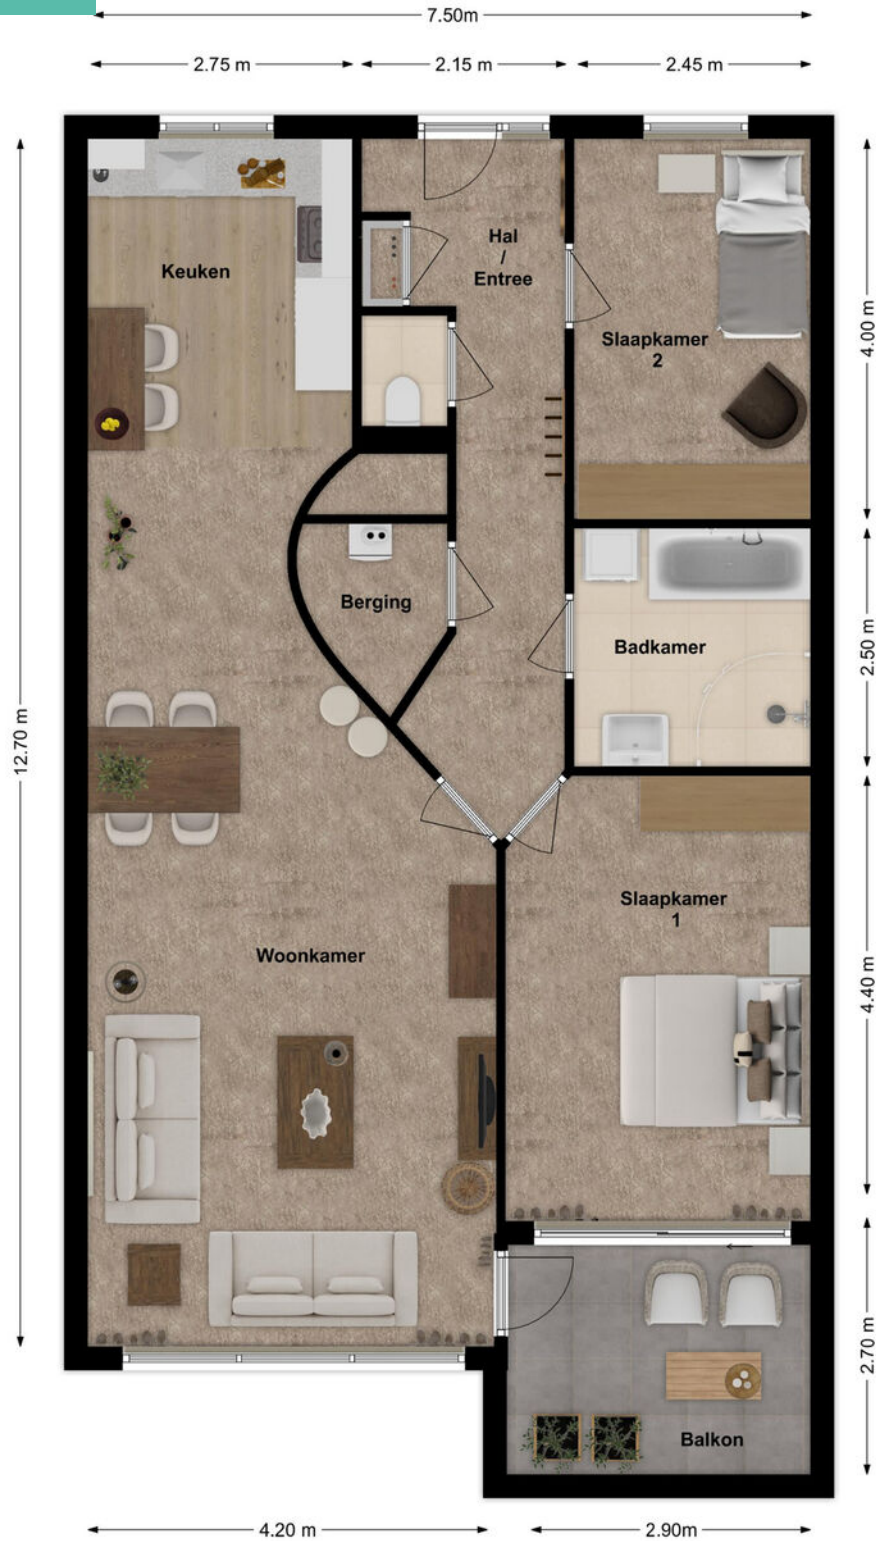 7.50m
2.75 m
2.15 m
2.45 m
Keuken
Hal
/
Entree
Slaapkamer
2
4.00 m
Berging
Badkamer
2.50 m
12.70 m
Slaapkamer
1
Woonkamer
4.40 m
2.70 m
Balkon
4.20 m
2.90m